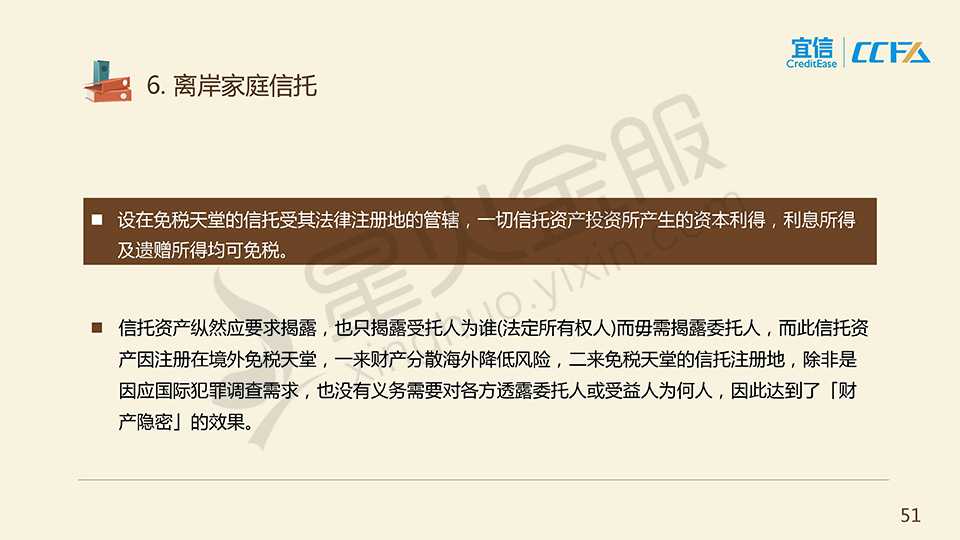 宜信
CreditEase
CCFA
6. 离岸家庭信托
设在免税天堂的信托受其法律注册地的管辖，一切信托资产投资所产生的资本利得，利息所得
及遗赠所得均可免税。
信托资产纵然应要求揭露，也只揭露受托人为谁(法定所有权人)而毋需揭露委托人，而此信托资
产因注册在境外免税天堂，一来财产分散海外降低风险，二来免税天堂的信托注册地，除非是
因应国际犯罪调查需求，也没有义务需要对各方透露委托人或受益人为何人，因此达到了「财
产隐密」的效果。
星火金服
xinghuo.yixin.com
51